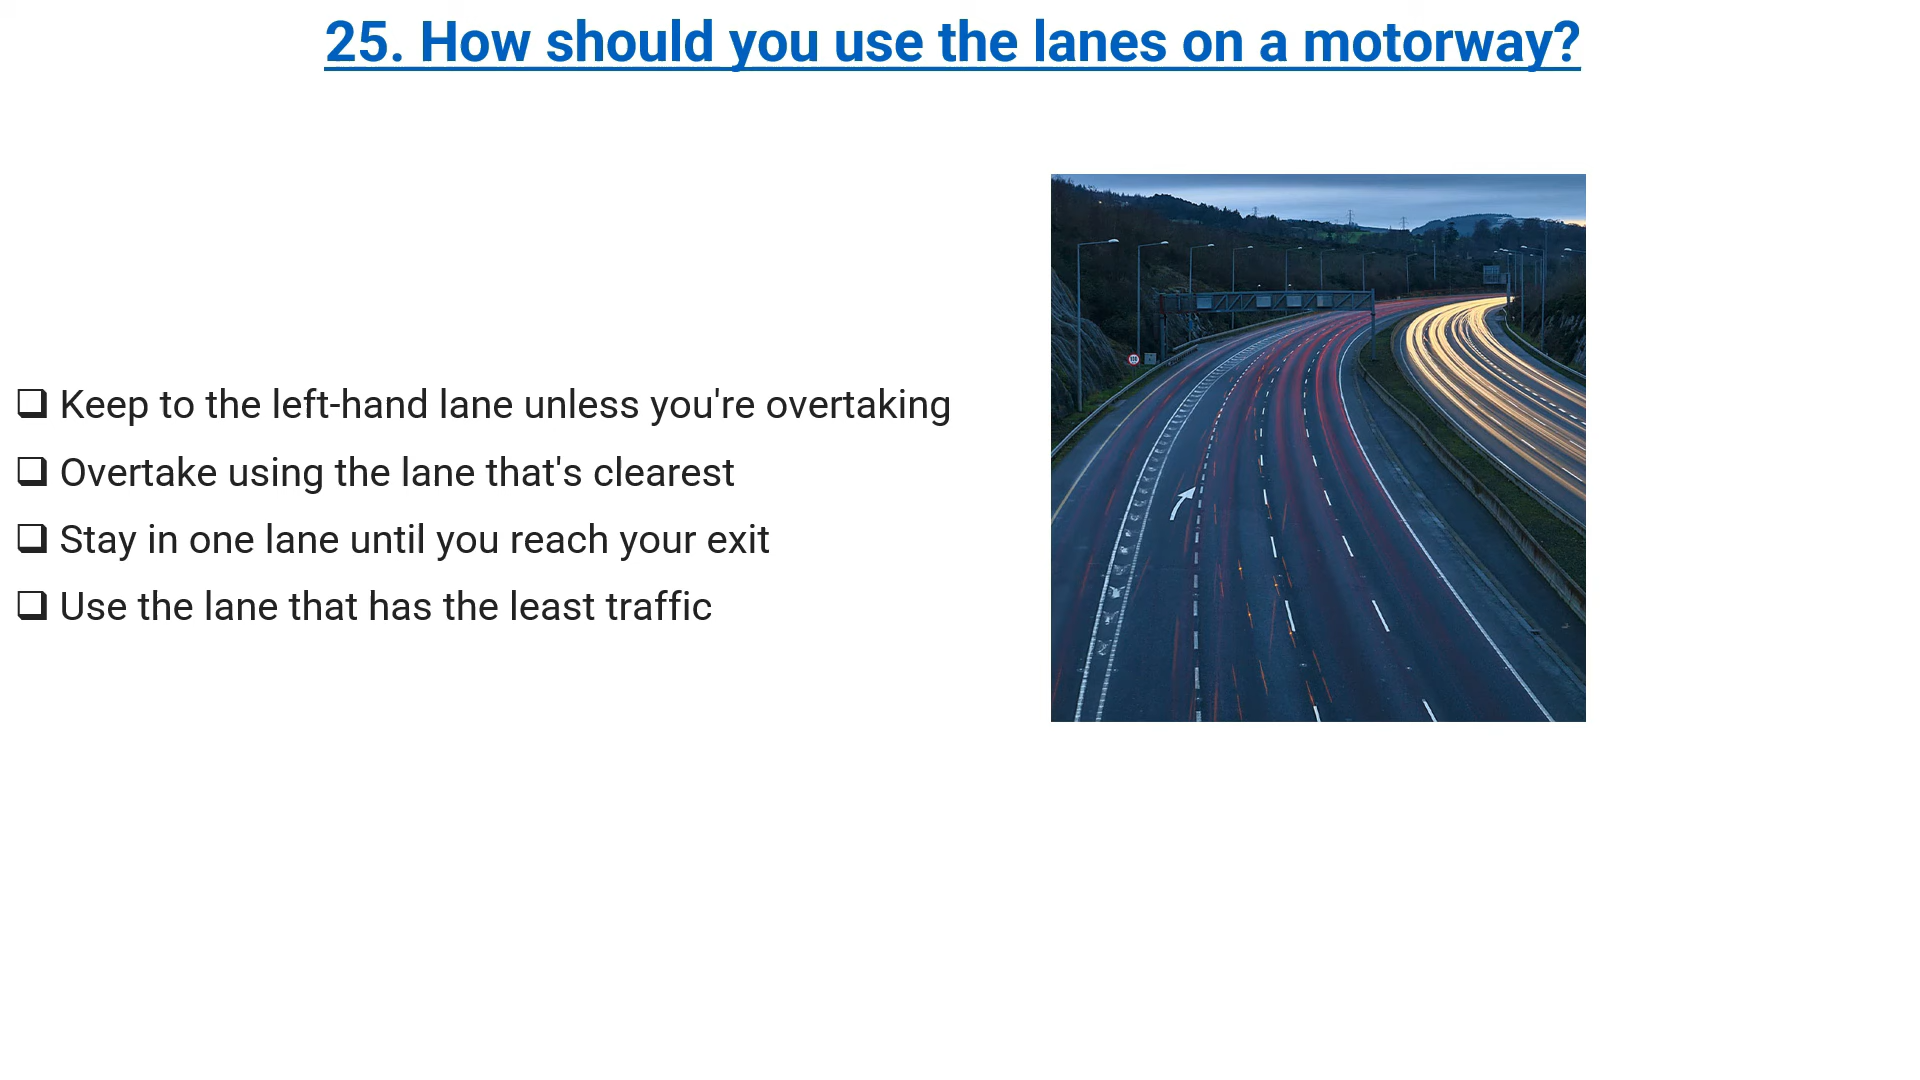 25. How should you use the lanes on a motorway?
Keep to the left-hand lane unless you're overtaking
Overtake using the lane that's clearest
Stay in one lane until you reach your exit
Use the lane that has the least traffic